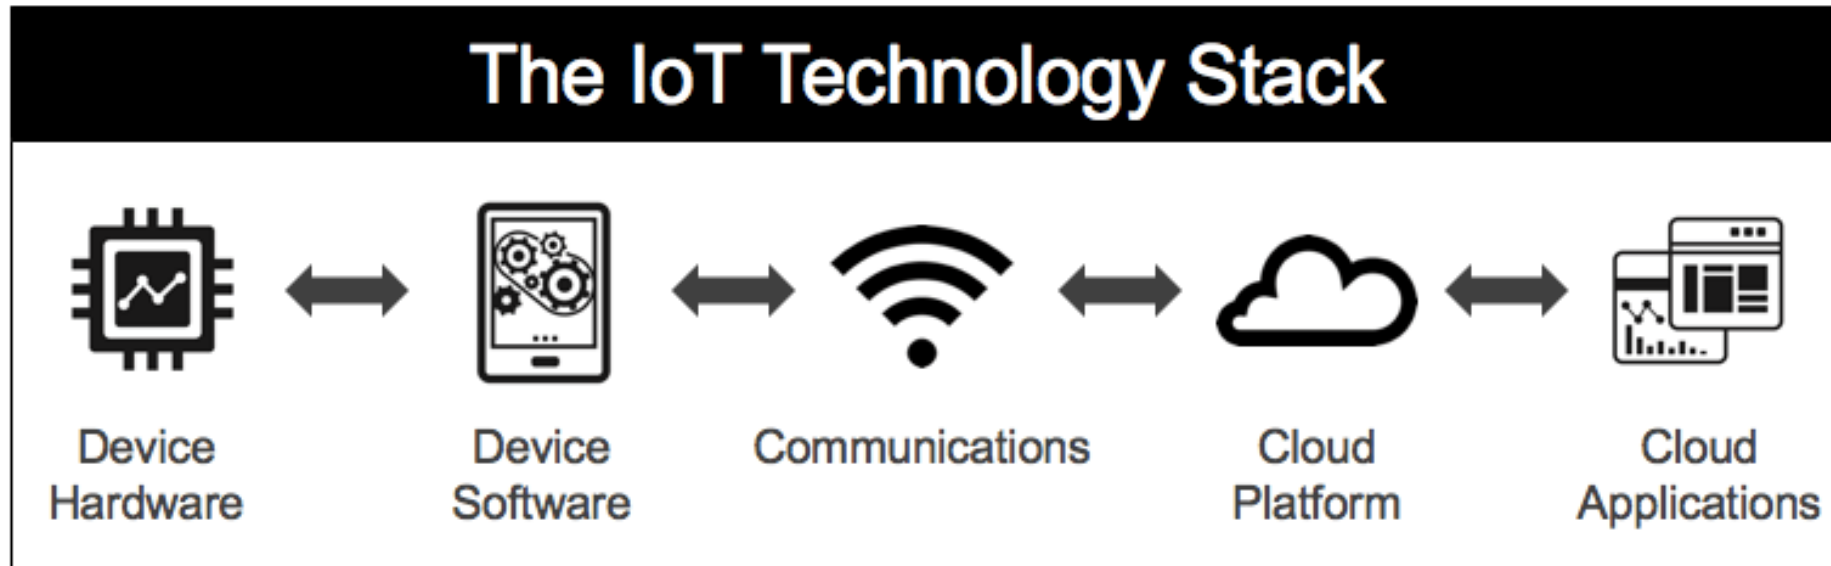 The IoT Technology Stack
Device
Hardware
Device
Software
Communications
Cloud
Platform
Cloud
Applications